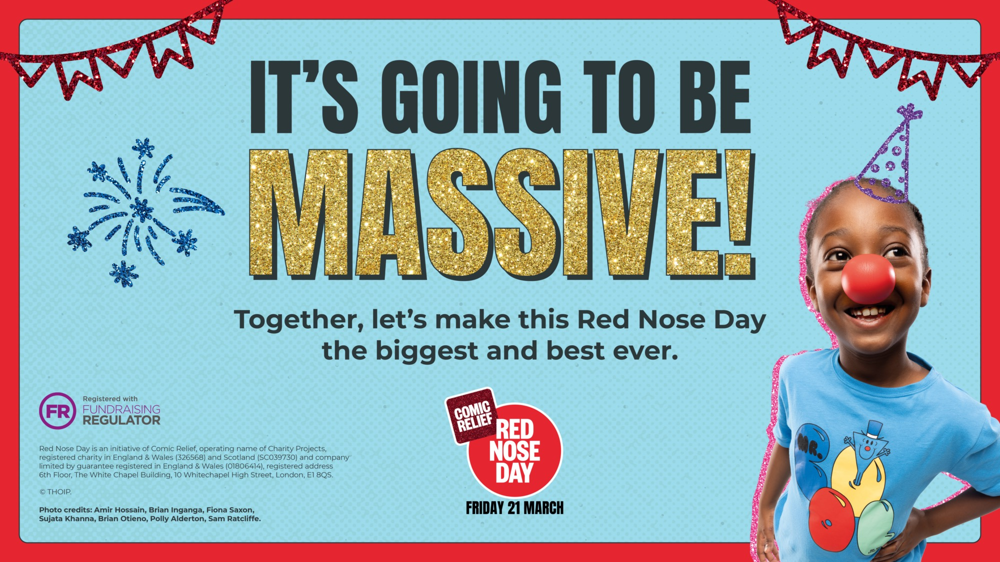 IT'S GOING TO BE
MASSIVE!
Together, let's make this Red Nose Day
the biggest and best ever.
FR
Registered with
FUNDRAISING
REGULATOR
Red Nose Day is an initiative of Comic Relief, operating name of Charity Projects,
registered charity in England & Wales (326568) and Scotland (SC039730) and company
limited by guarantee registered in England & Wales (01806414), registered address
6th Floor, The White Chapel Building, 10 Whitechapel High Street, London, E1 8QS.
© THOIP.
Photo credits: Amir Hossain, Brian Inganga, Fiona Saxon,
Sujata Khanna, Brian Otieno, Polly Alderton, Sam Ratcliffe.
COMIC
RELIEF
RED
NOSE
DAY
FRIDAY 21 MARCH
MR.